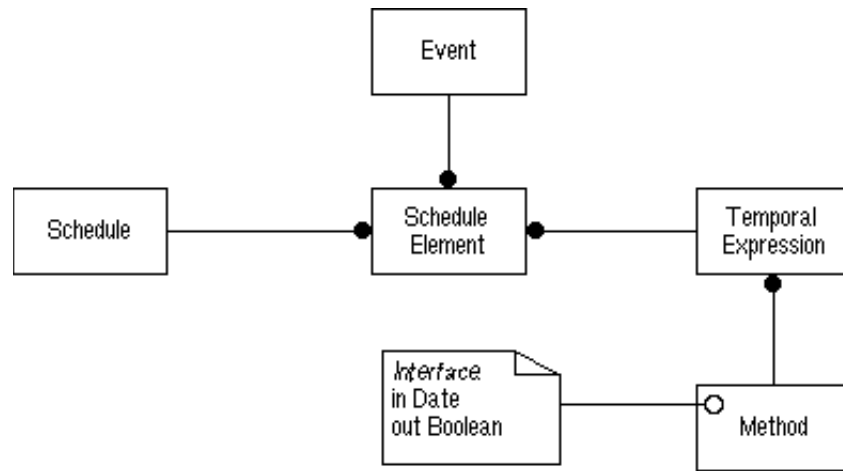 Event
Schedule
Schedule
Element
Temporal
Expression
Interface
in Date
out Boolean
Method